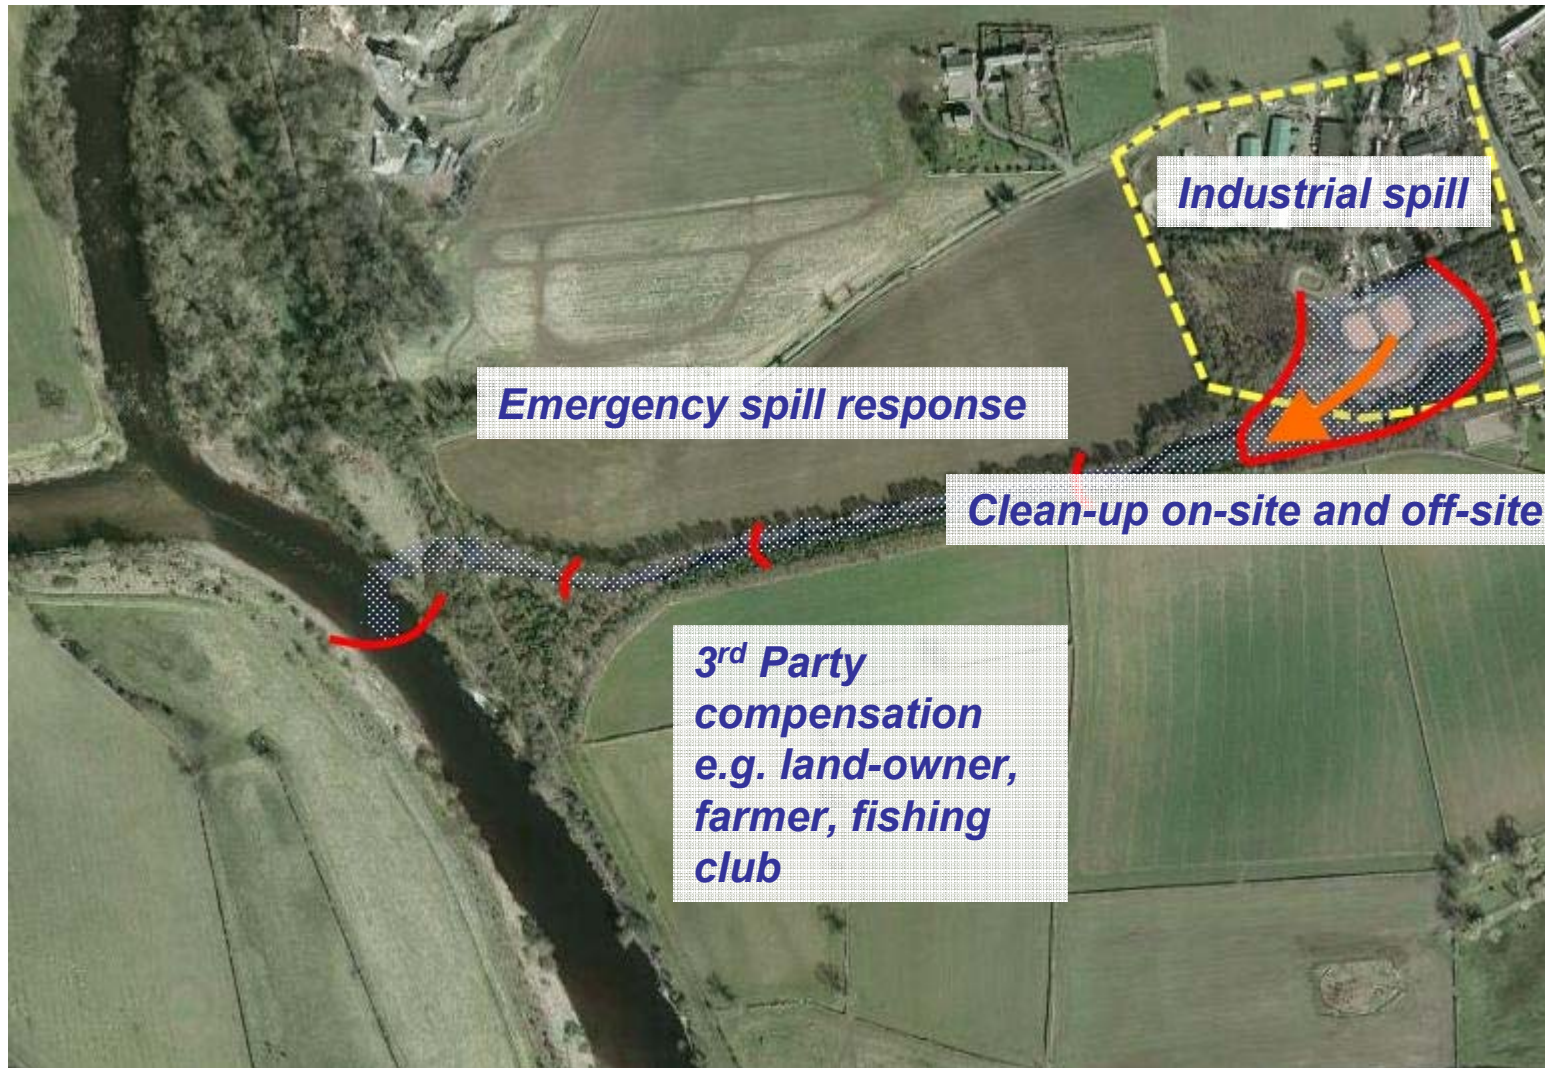 Industrial spill
Emergency spill response
Clean-up on-site and off-site
3rd Party
compensation
e.g. land-owner,
farmer, fishing
club